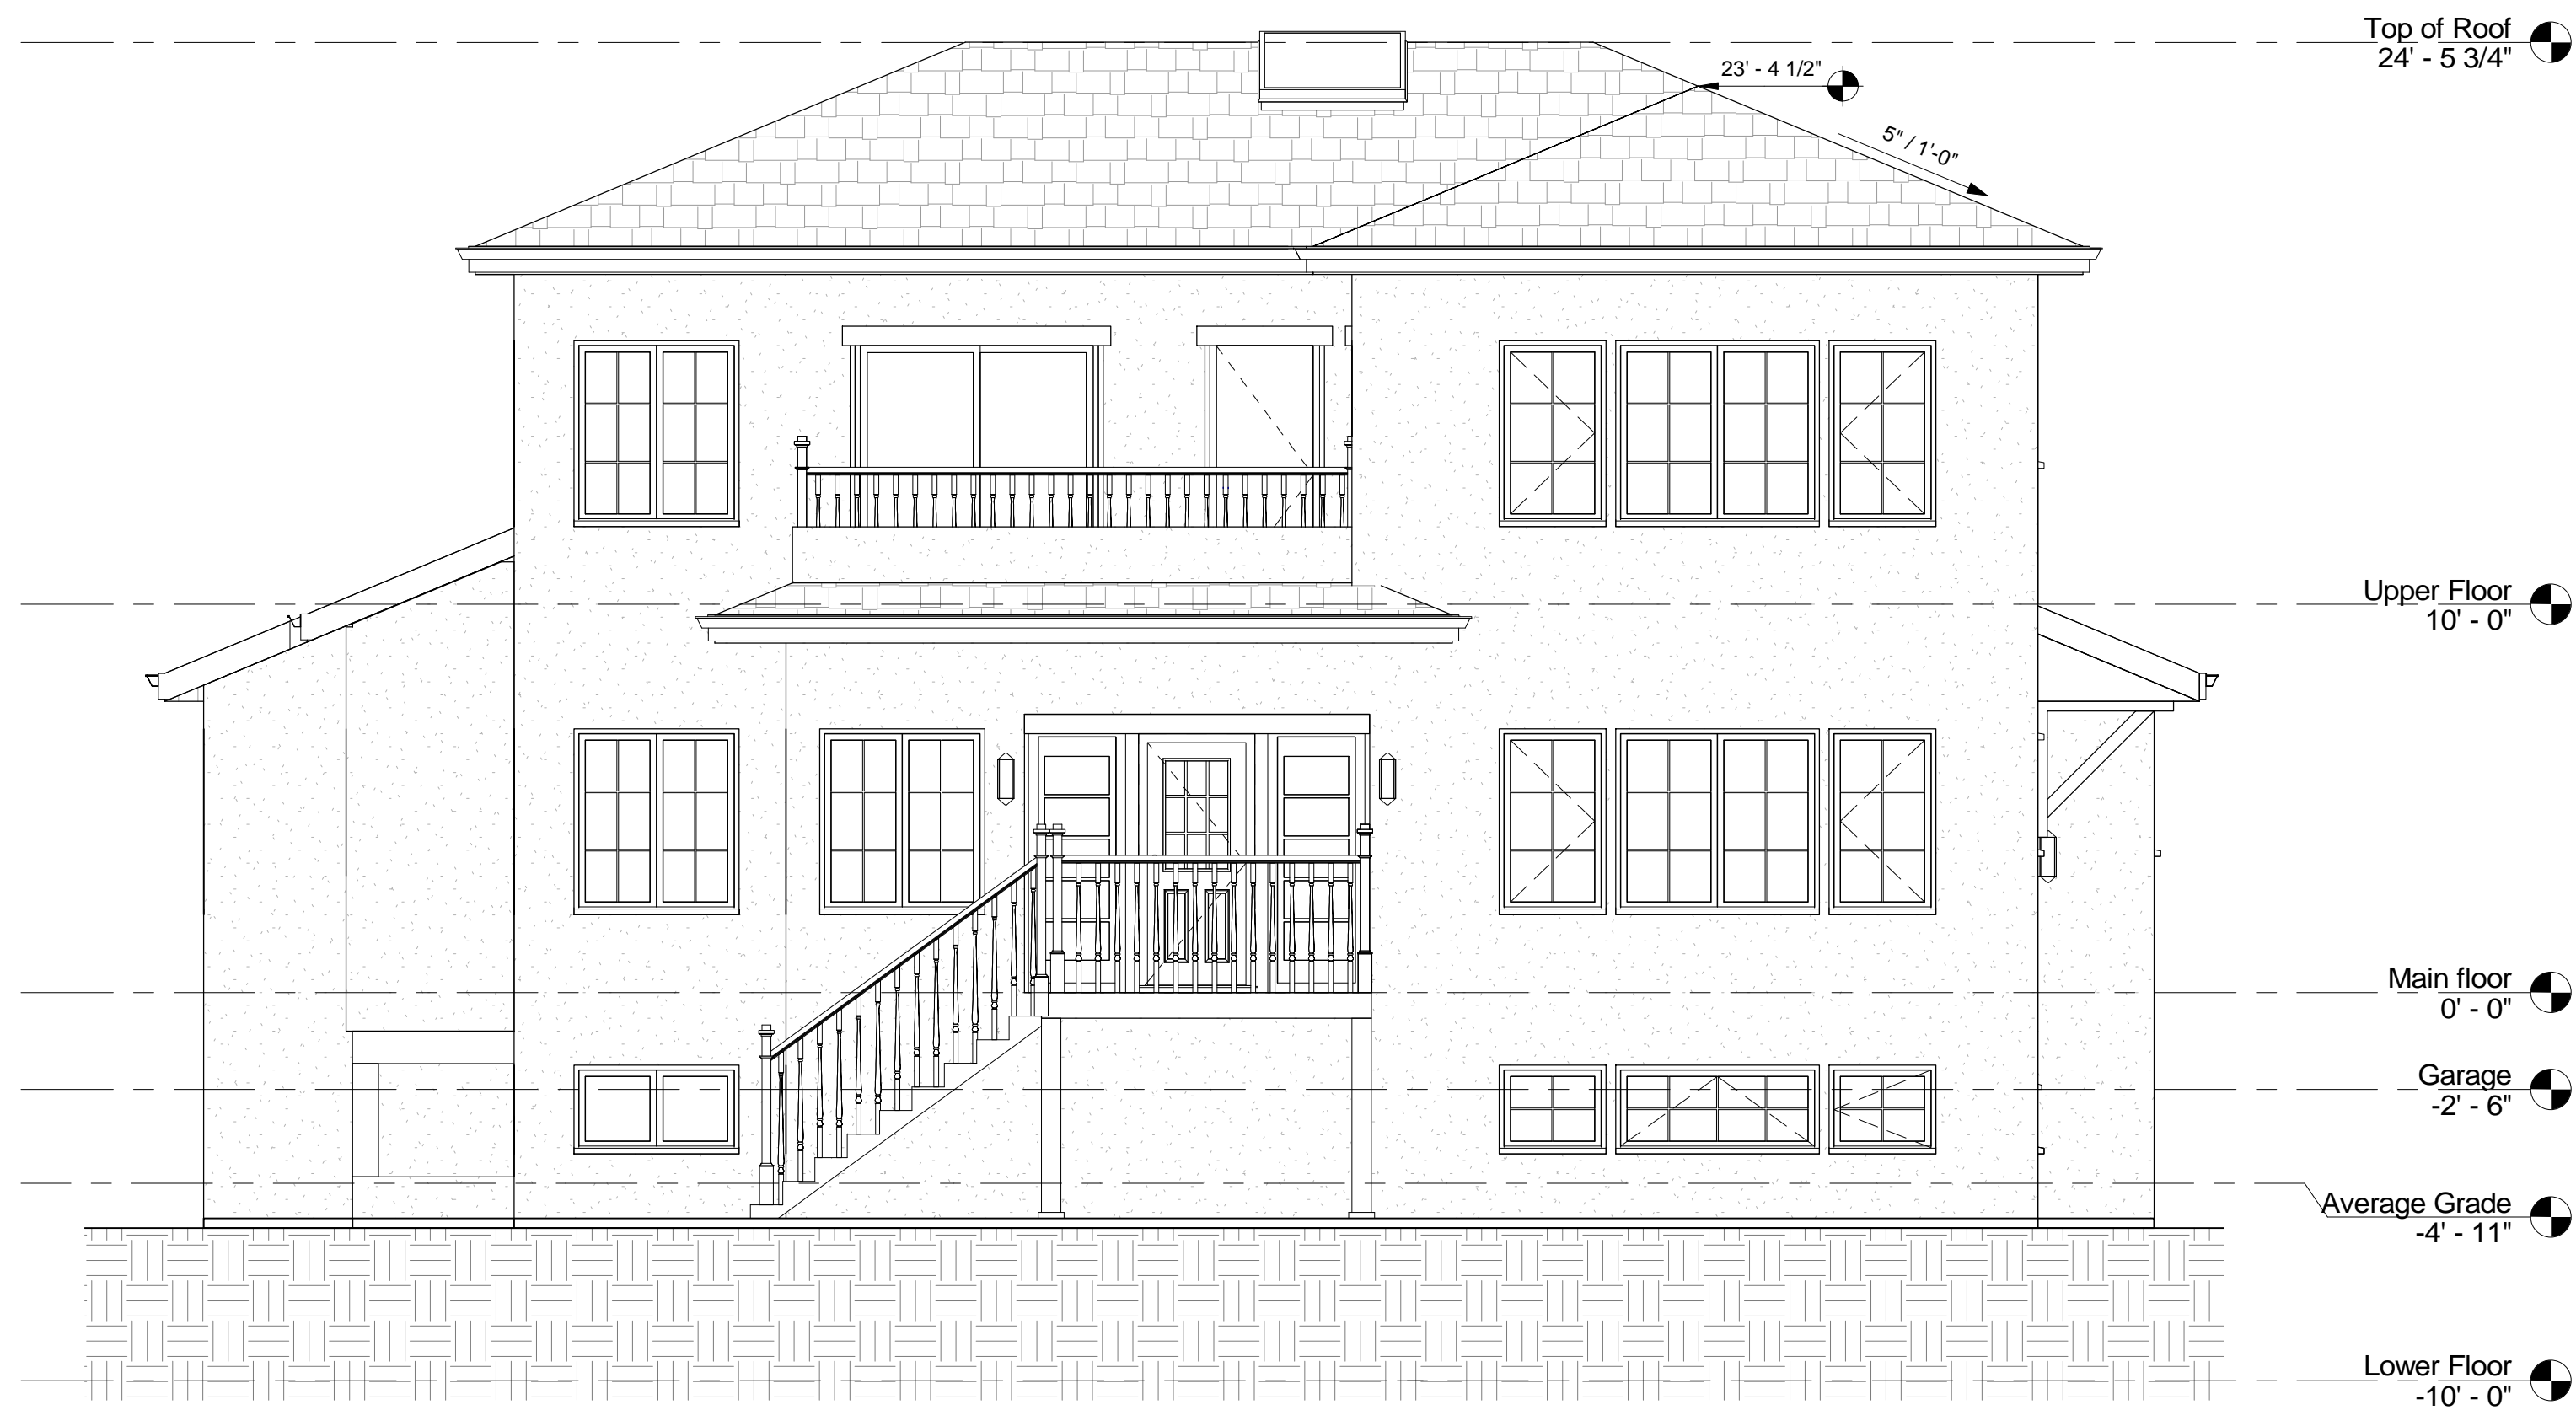 Top of Roof
24' - 5 3/4"
23' - 4 1/2"
5" / 1'-0"
Upper Floor
10' - 0"
Main floor
0' - 0"
Garage
-2' - 6"
Average Grade
-4' - 11"
Lower Floor
-10' - 0"